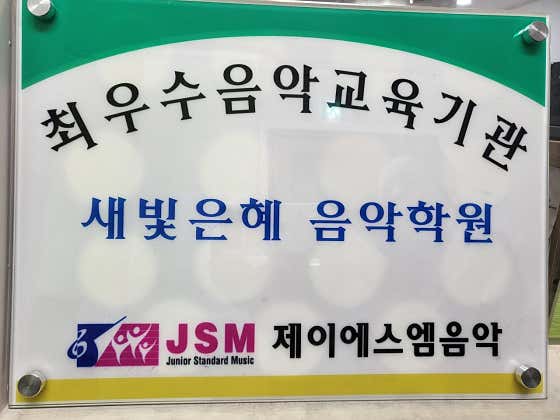 최우수음악교육기관
새빛은혜 음악학원
JSM 제이에스엠음악
Junior Standard Music